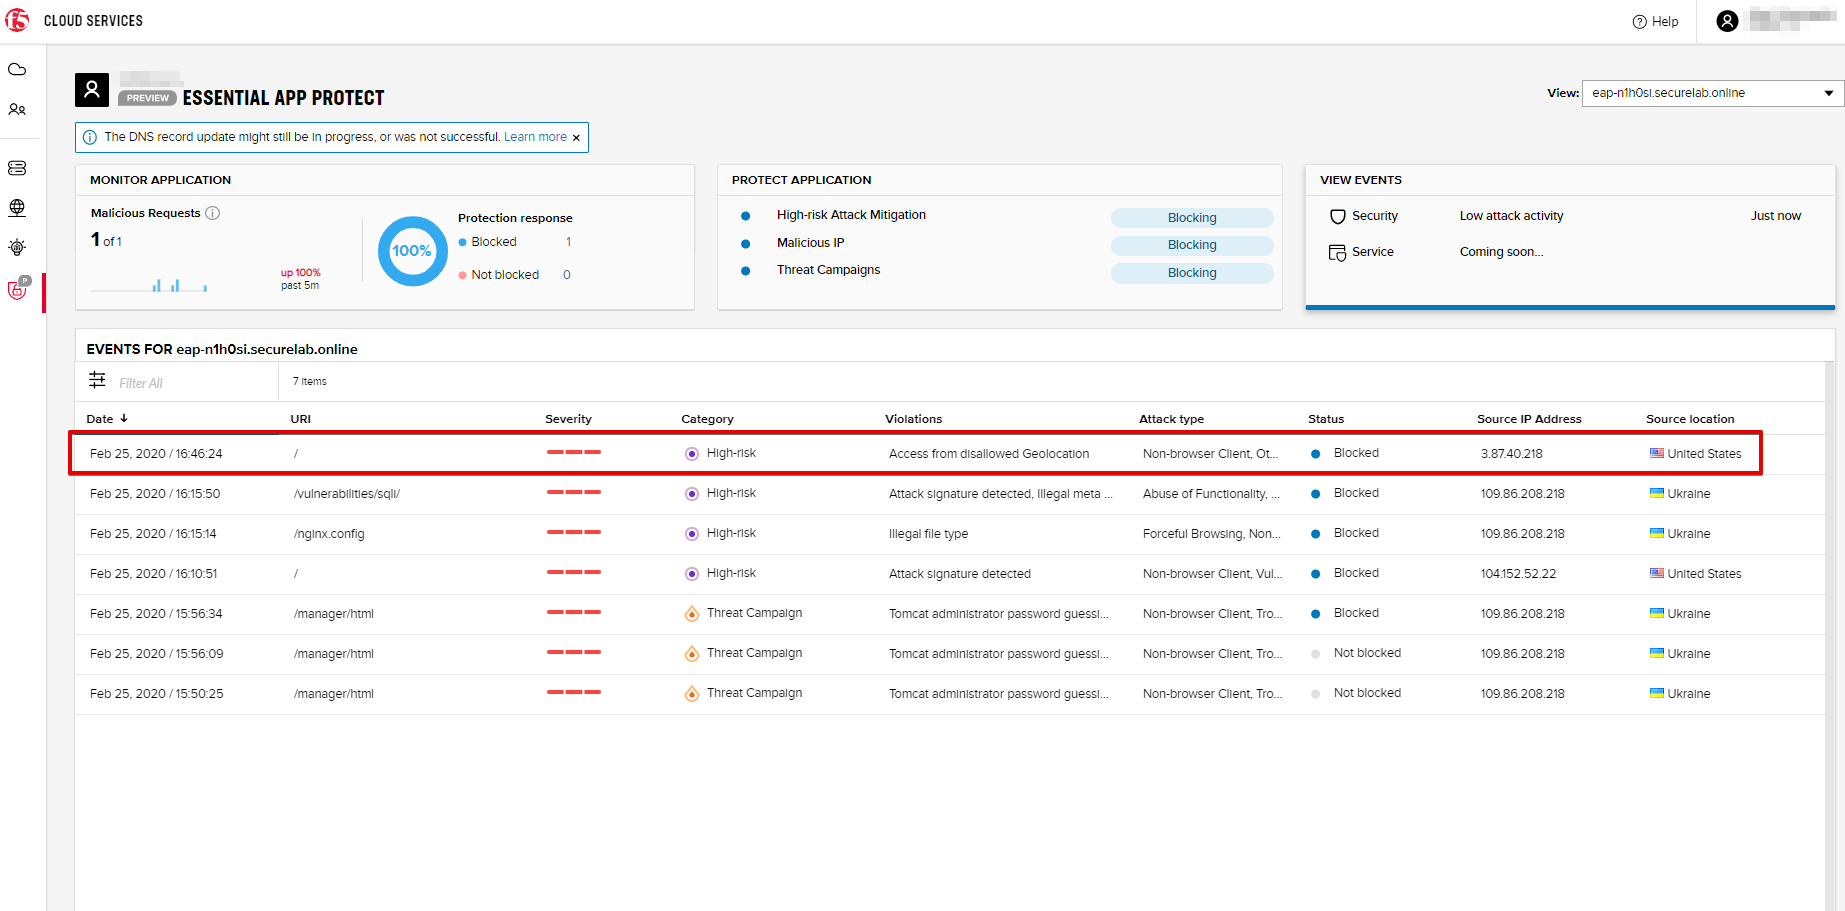 f5 CLOUD SERVICES
Help
PREVIEW ESSENTIAL APP PROTECT
View: eap-n1h0si.securelab.online
The DNS record update might still be in progress, or was not successful. Learn more ×
MONITOR APPLICATION
Malicious Requests
1 of 1
up 100%
past 5m
100%
Protection response
Blocked 1
Not blocked 0
PROTECT APPLICATION
High-risk Attack Mitigation Blocking
Malicious IP Blocking
Threat Campaigns Blocking
VIEW EVENTS
Security Low attack activity Just now
Service Coming soon...
P
EVENTS FOR eap-n1h0si.securelab.online
Filter All 7 items
Date URI Severity Category Violations Attack type Status Source IP Address Source location
Feb 25, 2020 / 16:46:24 / High-risk Access from disallowed Geolocation Non-browser Client, Ot... Blocked 3.87.40.218 United States
Feb 25, 2020 / 16:15:50 /vulnerabilities/sqli/ High-risk Attack signature detected, Illegal meta ... Abuse of Functionality, ... Blocked 109.86.208.218 Ukraine
Feb 25, 2020 / 16:15:14 /nginx.config High-risk Illegal file type Forceful Browsing, Non... Blocked 109.86.208.218 Ukraine
Feb 25, 2020 / 16:10:51 / High-risk Attack signature detected Non-browser Client, Vul... Blocked 104.152.52.22 United States
Feb 25, 2020 / 15:56:34 /manager/html Threat Campaign Tomcat administrator password guessi... Non-browser Client, Tro... Blocked 109.86.208.218 Ukraine
Feb 25, 2020 / 15:56:09 /manager/html Threat Campaign Tomcat administrator password guessi... Non-browser Client, Tro... Not blocked 109.86.208.218 Ukraine
Feb 25, 2020 / 15:50:25 /manager/html Threat Campaign Tomcat administrator password guessi... Non-browser Client, Tro... Not blocked 109.86.208.218 Ukraine